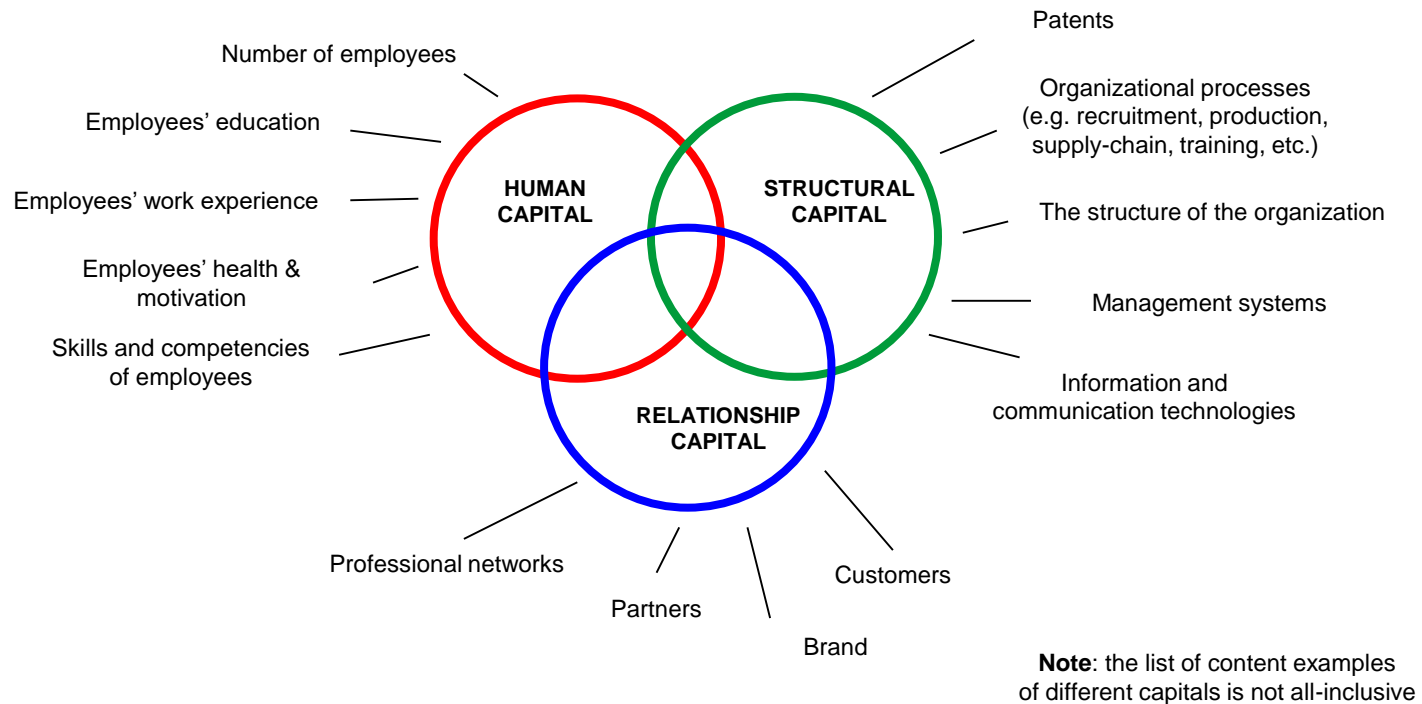 Patents
Number of employees
Organizational processes
(e.g. recruitment, production,
supply-chain, training, etc.)
Employees’ education
HUMAN
CAPITAL
STRUCTURAL
CAPITAL
Employees’ work experience
The structure of the organization
Employees’ health &
motivation
Management systems
Skills and competencies
of employees
Information and
communication technologies
RELATIONSHIP
CAPITAL
Professional networks
Customers
Partners
Brand
Note: the list of content examples
of different capitals is not all-inclusive